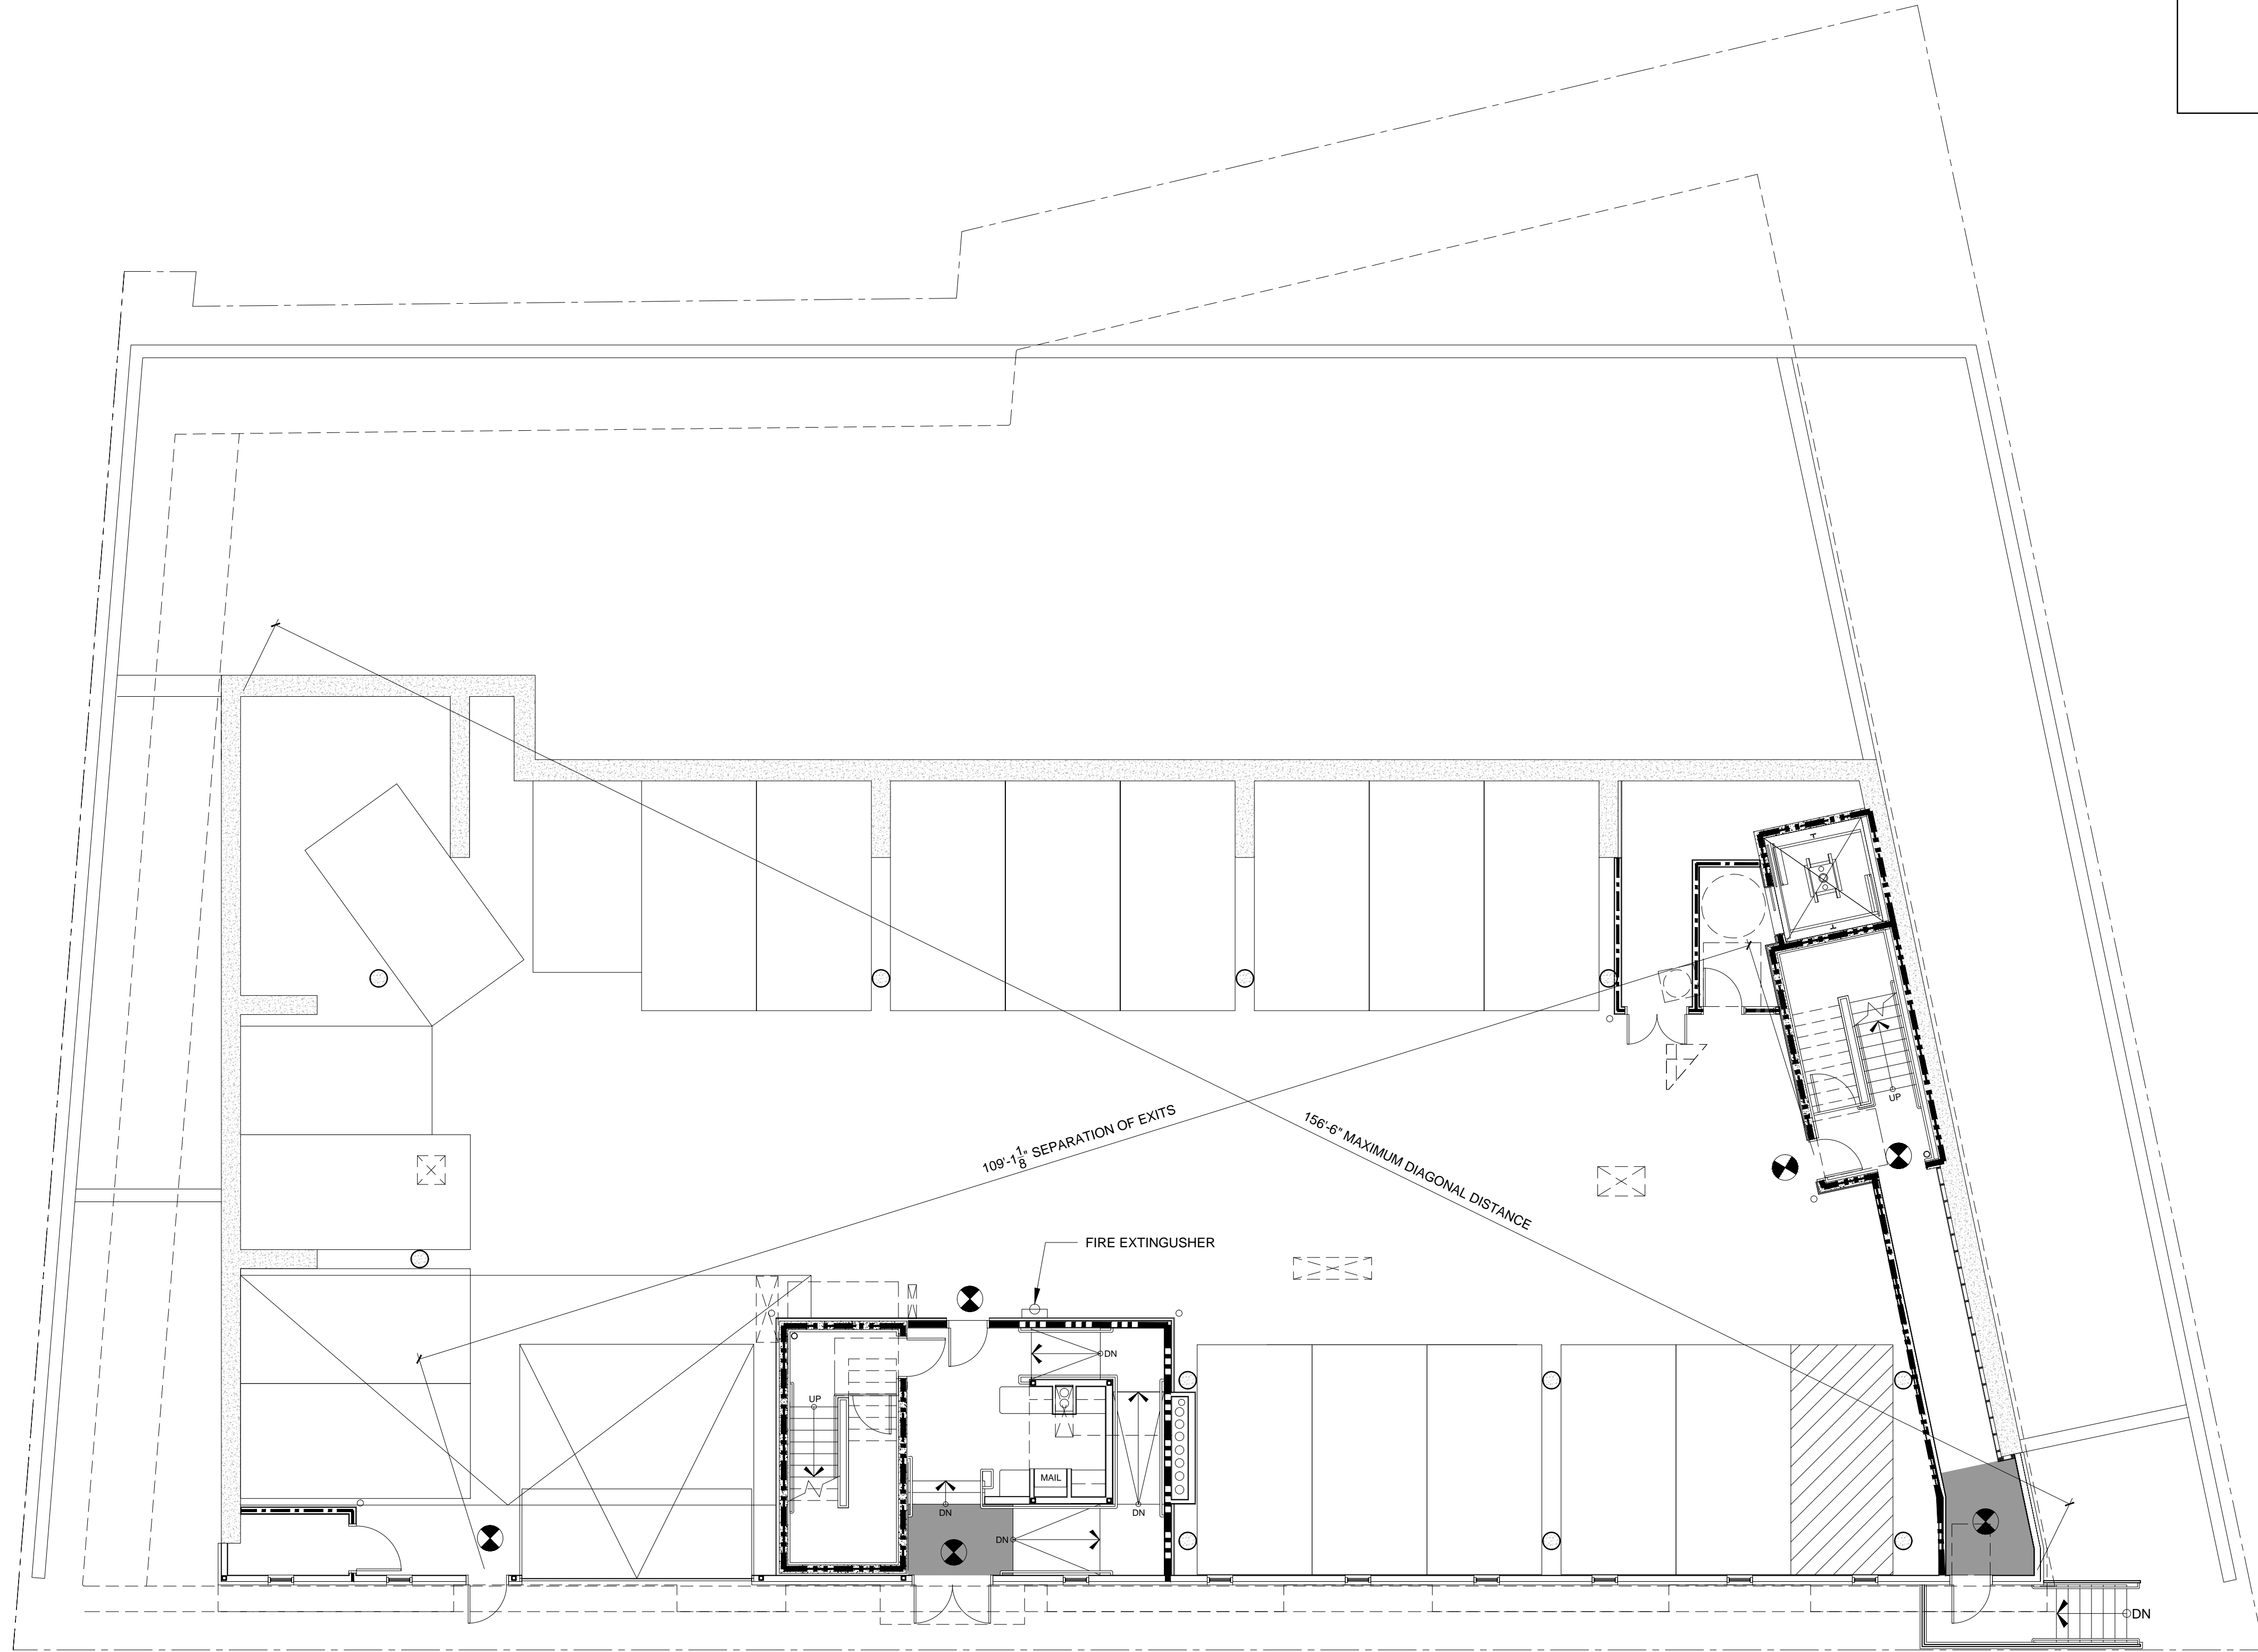 109'-1 1/8" SEPARATION OF EXITS
156'-6" MAXIMUM DIAGONAL DISTANCE
UP
FIRE EXTINGUSHER
DN
UP
MAIL
DN
DN
DN
DN